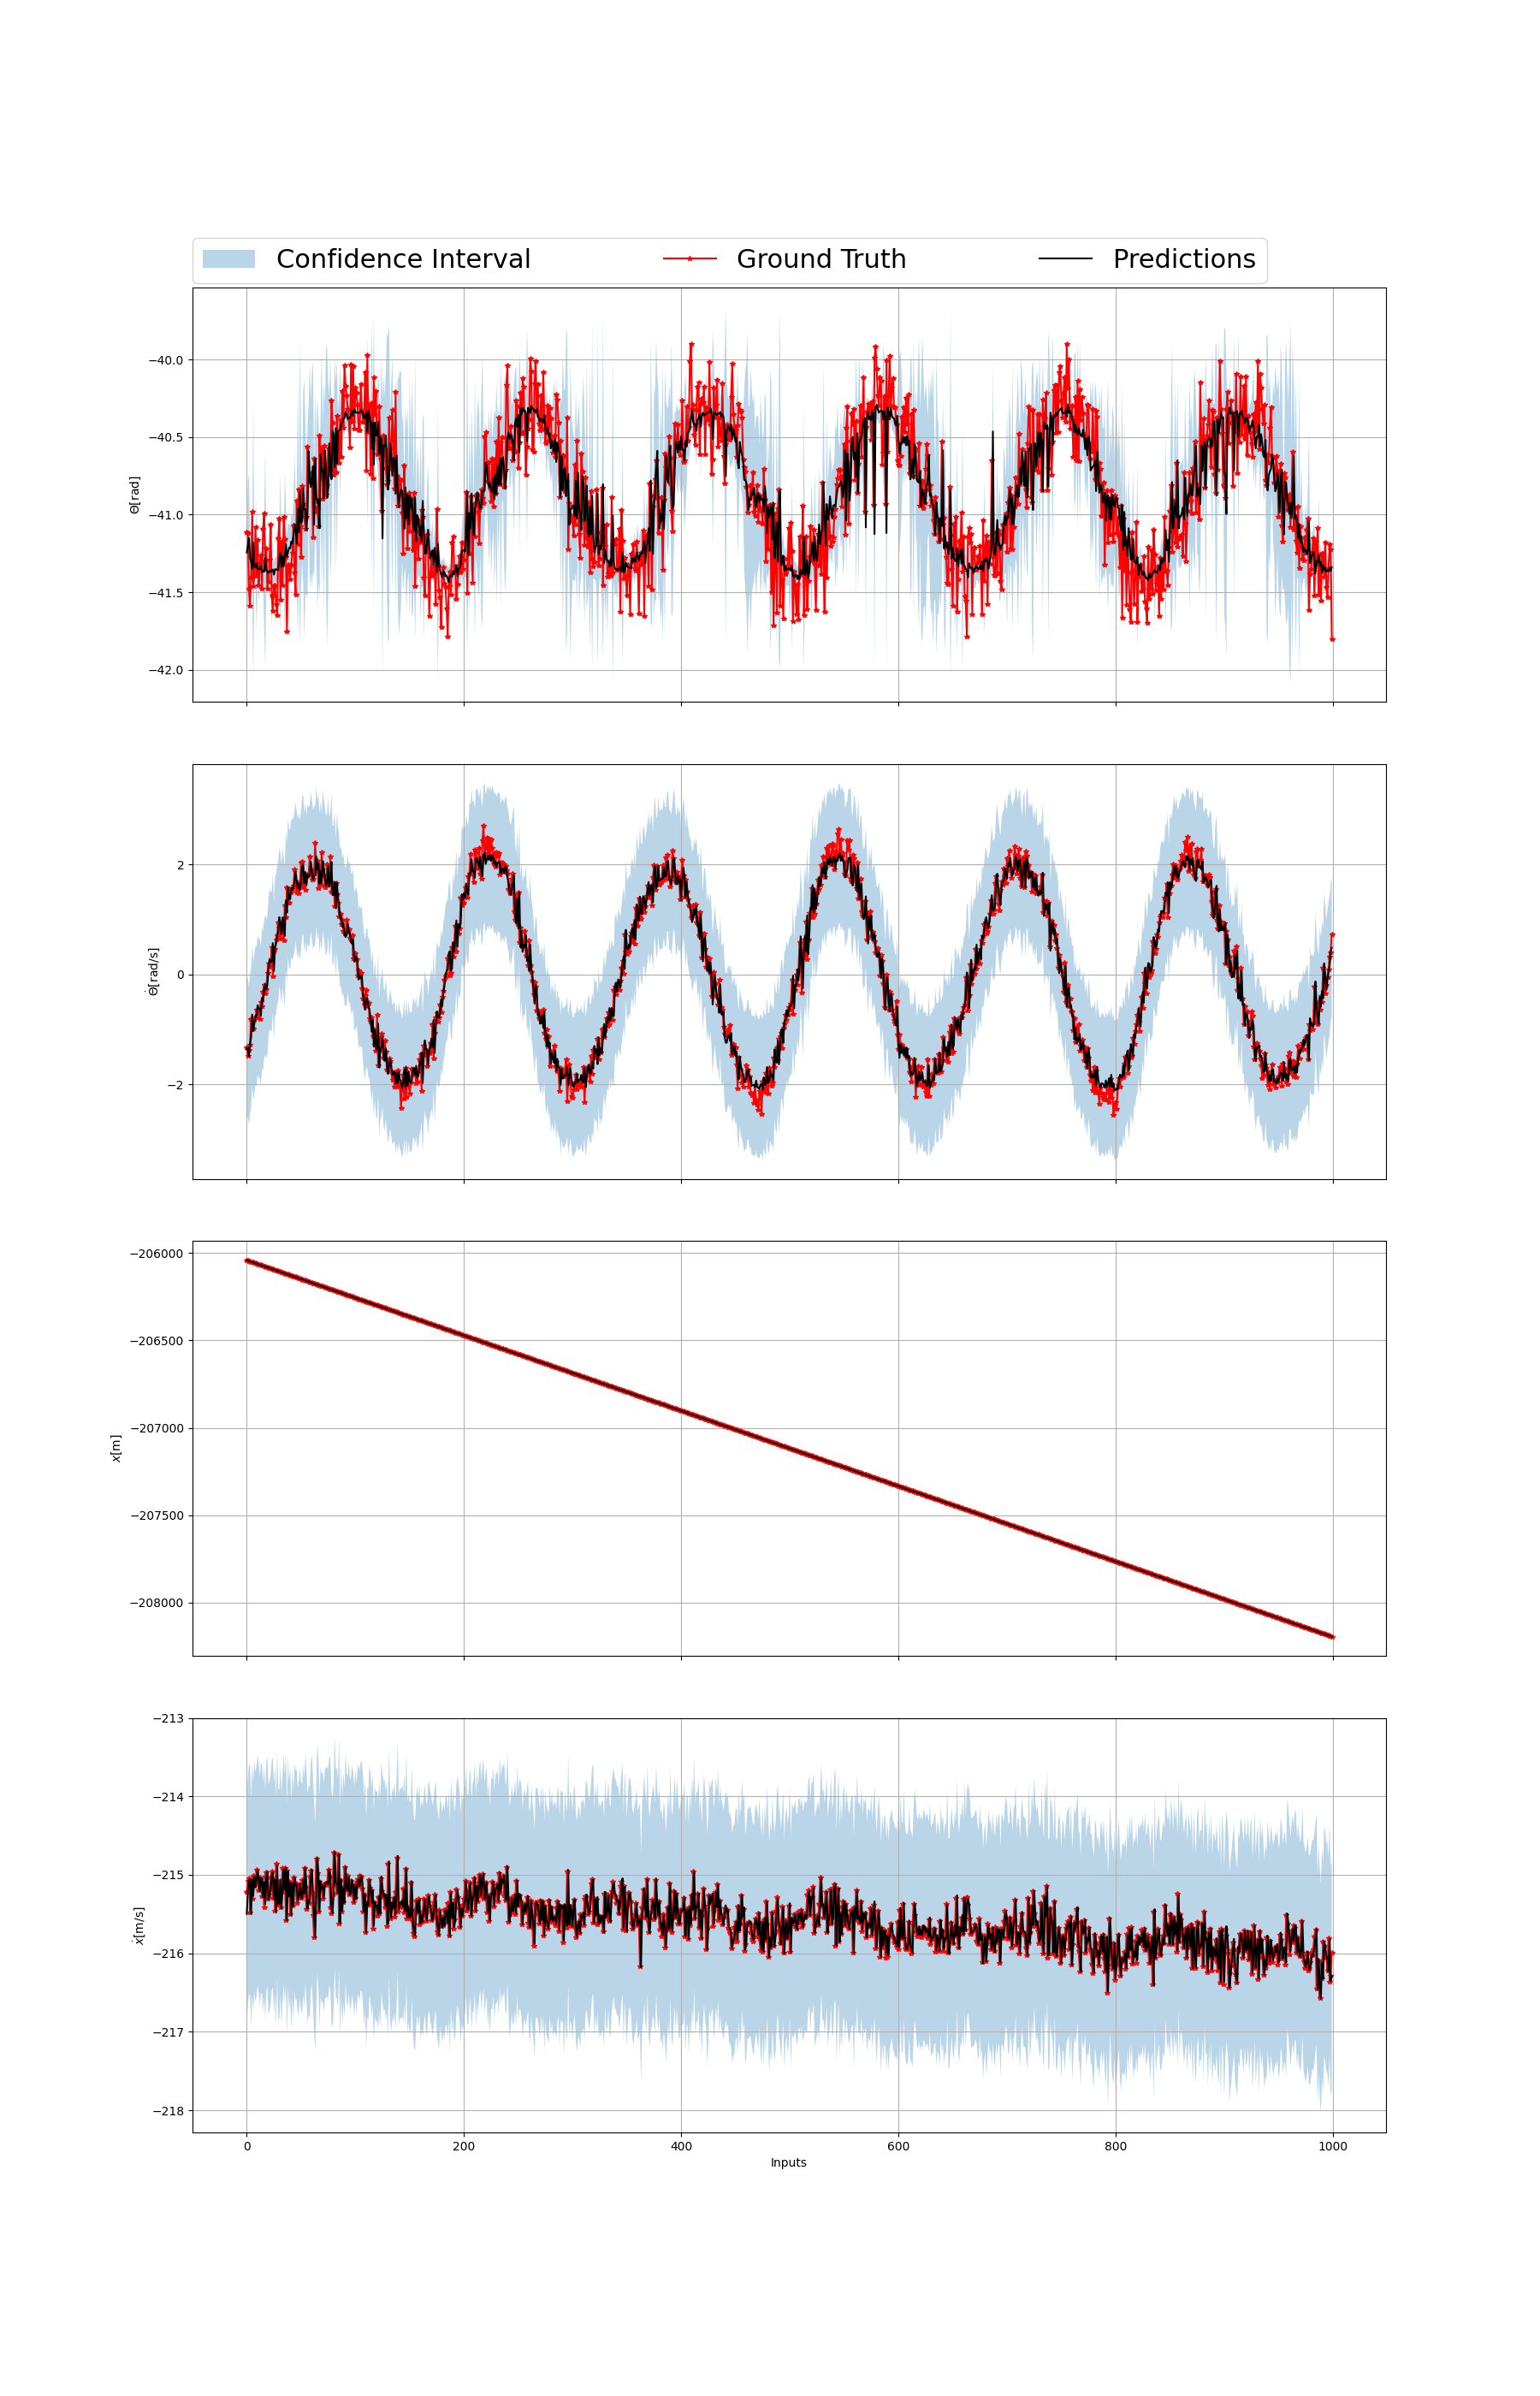 Confidence Interval Ground Truth Predictions
−40.0
−40.5
−41.0
−41.5
−42.0
Θ[rad]
2
0
−2
Θ̇[rad/s]
−206000
−206500
−207000
−207500
−208000
x[m]
−213
−214
−215
−216
−217
−218
ẋ[m/s]
0 200 400 600 800 1000
Inputs